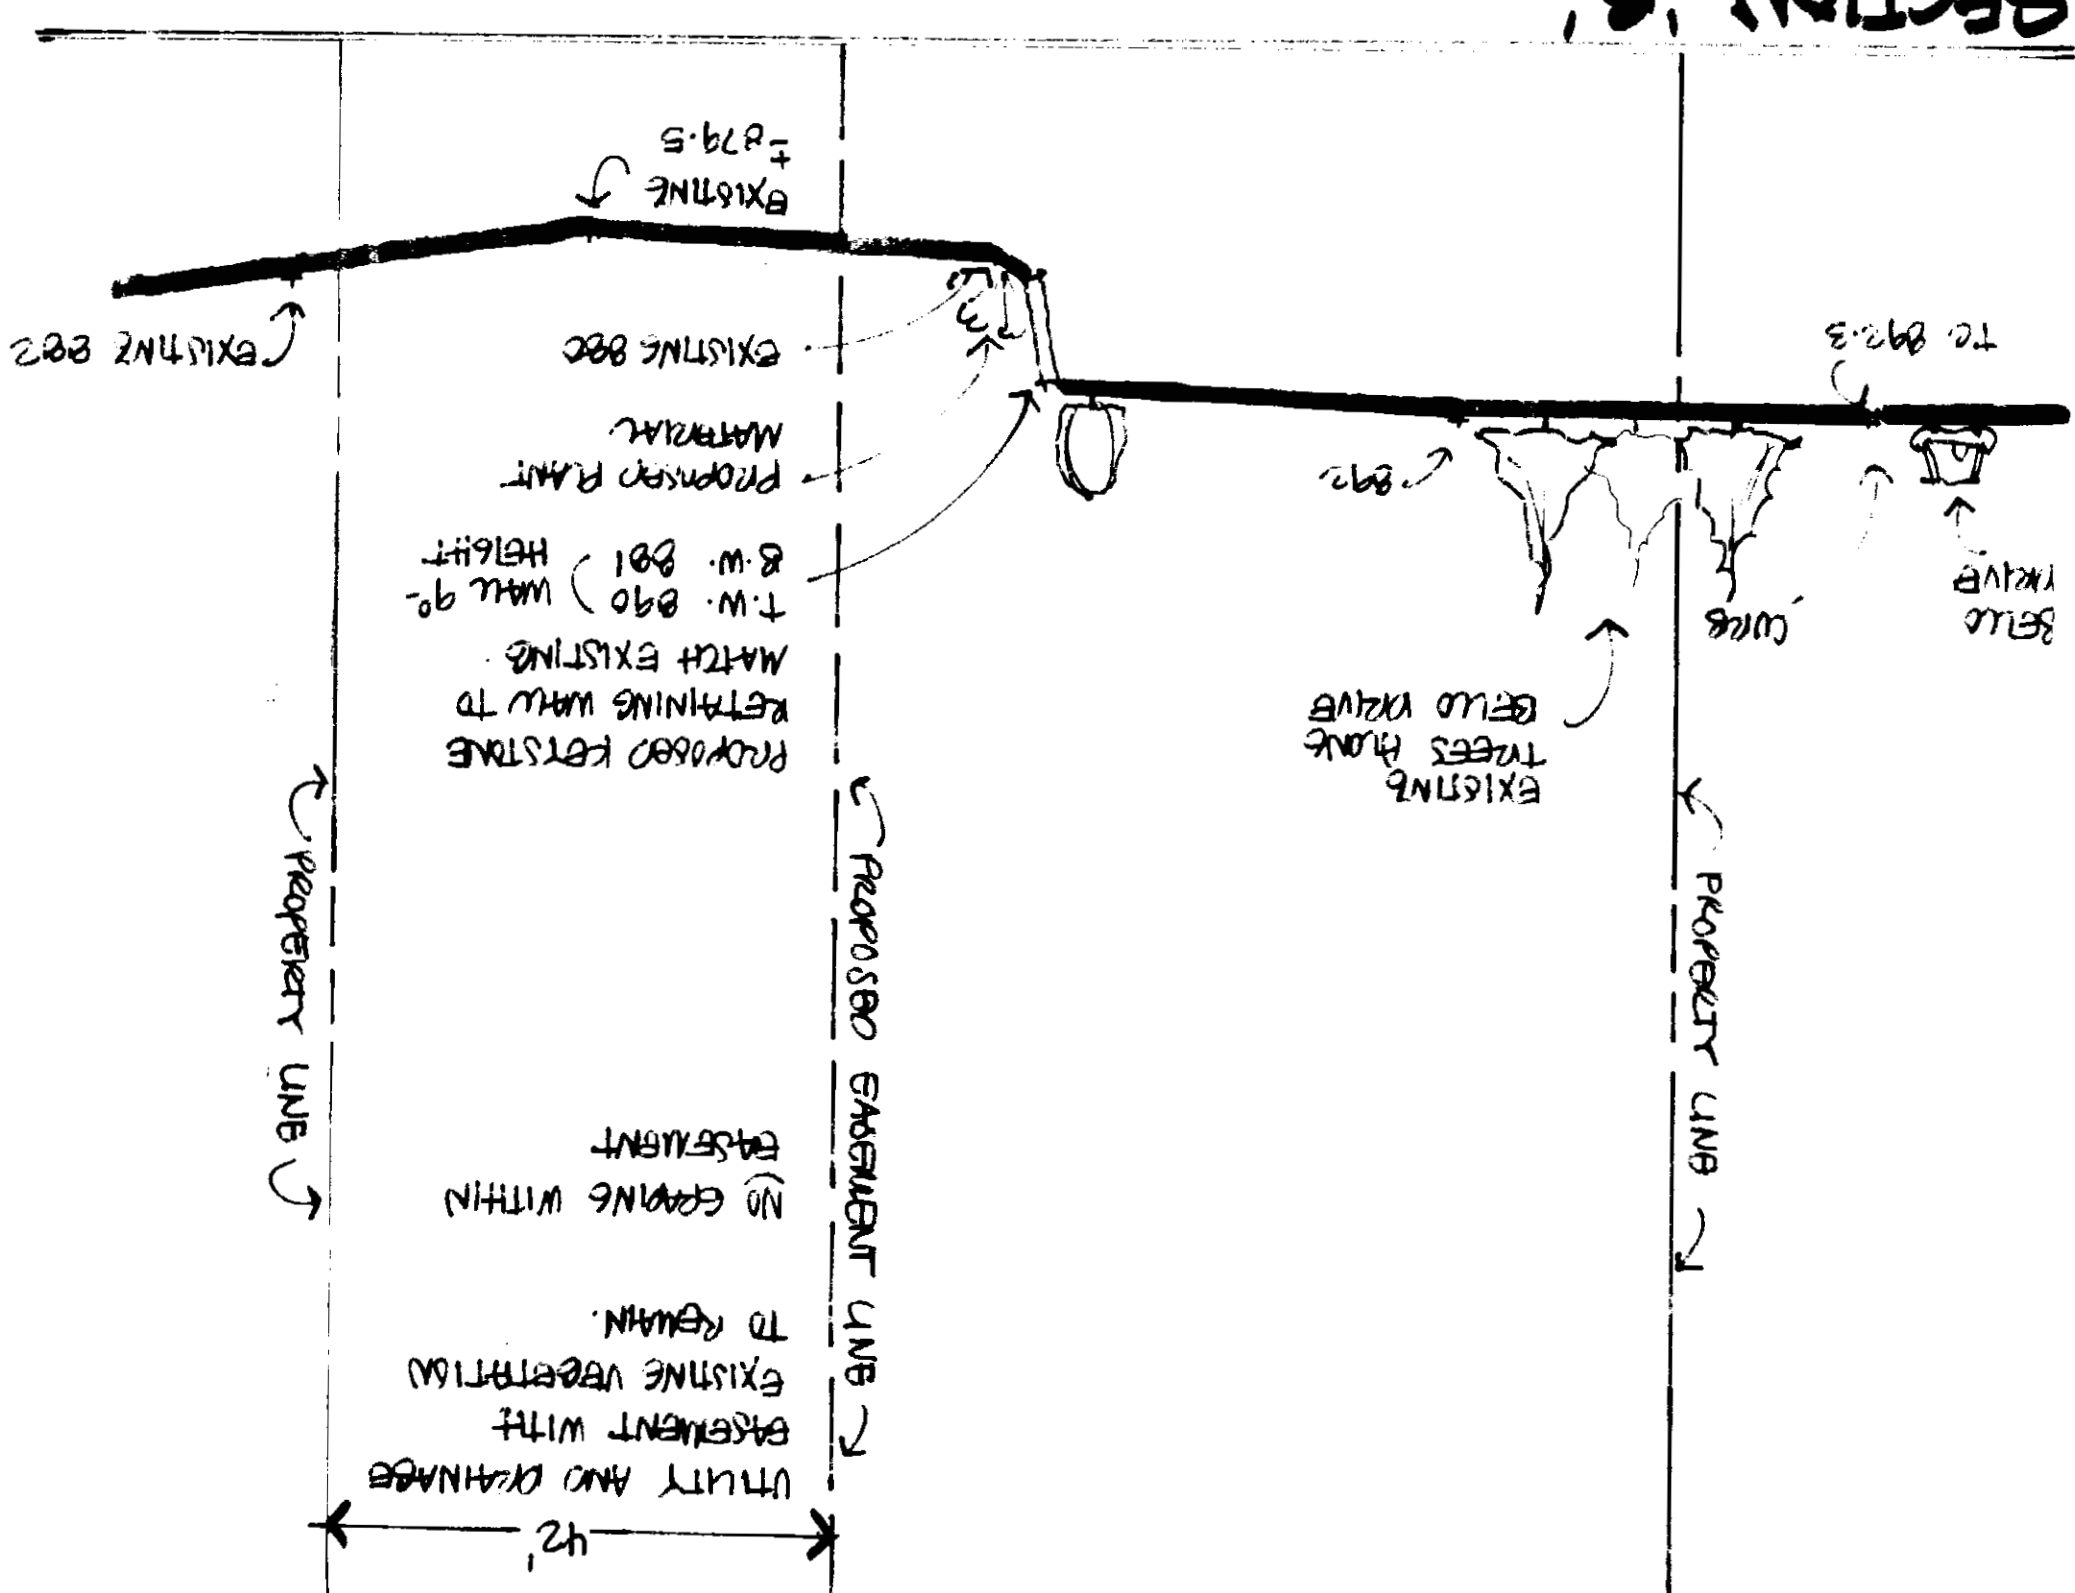 42'
UTILITY AND DRAINAGE
EASEMENT WITH
EXISTING VEGETATION
TO REMAIN.
NO GRADING WITHIN
EASEMENT
PROPERTY LINE
PROPOSED EASEMENT LINE
PROPERTY LINE
EXISTING
TREES ALONG
BELLO DRIVE
PROPOSED KEYSTONE
RETAINING WALL TO
MATCH EXISTING.
T.W. 890 WALL 9'-
B.W. 881 HEIGHT
BELLO
DRIVE
CURB
892
PROPOSED PLANT
MATERIAL
TC 892.3
EXISTING 880
3
EXISTING 882
EXISTING
±879.5
SECTION 'B'